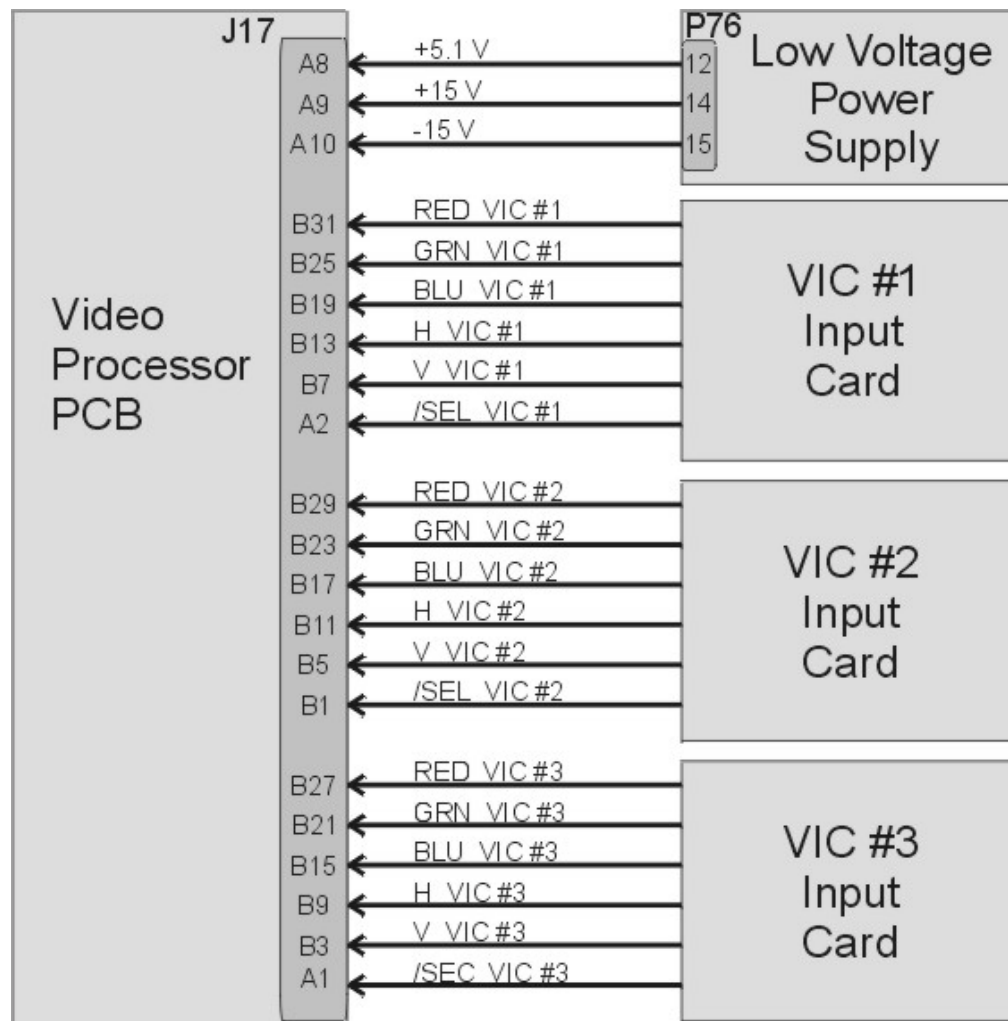 J17
P76
Low Voltage
Power
Supply
A8 +5.1 V 12
A9 +15 V 14
A10 -15 V 15
B31 RED VIC #1
B25 GRN VIC #1
B19 BLU VIC #1
B13 H VIC #1
B7 V VIC #1
A2 /SEL VIC #1
VIC #1
Input
Card
Video
Processor
PCB
B29 RED VIC #2
B23 GRN VIC #2
B17 BLU VIC #2
B11 H VIC #2
B5 V VIC #2
B1 /SEL VIC #2
VIC #2
Input
Card
B27 RED VIC #3
B21 GRN VIC #3
B15 BLU VIC #3
B9 H VIC #3
B3 V VIC #3
A1 /SEC VIC #3
VIC #3
Input
Card